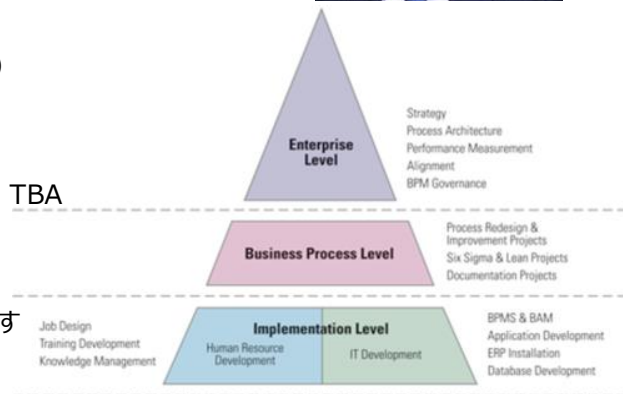 )
Enterprise
Level
Strategy
Process Architecture
Performance Measurement
Alignment
BPM Governance
TBA
Business Process Level
Process Redesign &
Improvement Projects
Six Sigma & Lean Projects
Documentation Projects
す
Job Design
Training Development
Knowledge Management
Implementation Level
Human Resource
Development
IT Development
BPMS & BAM
Application Development
ERP Installation
Database Development